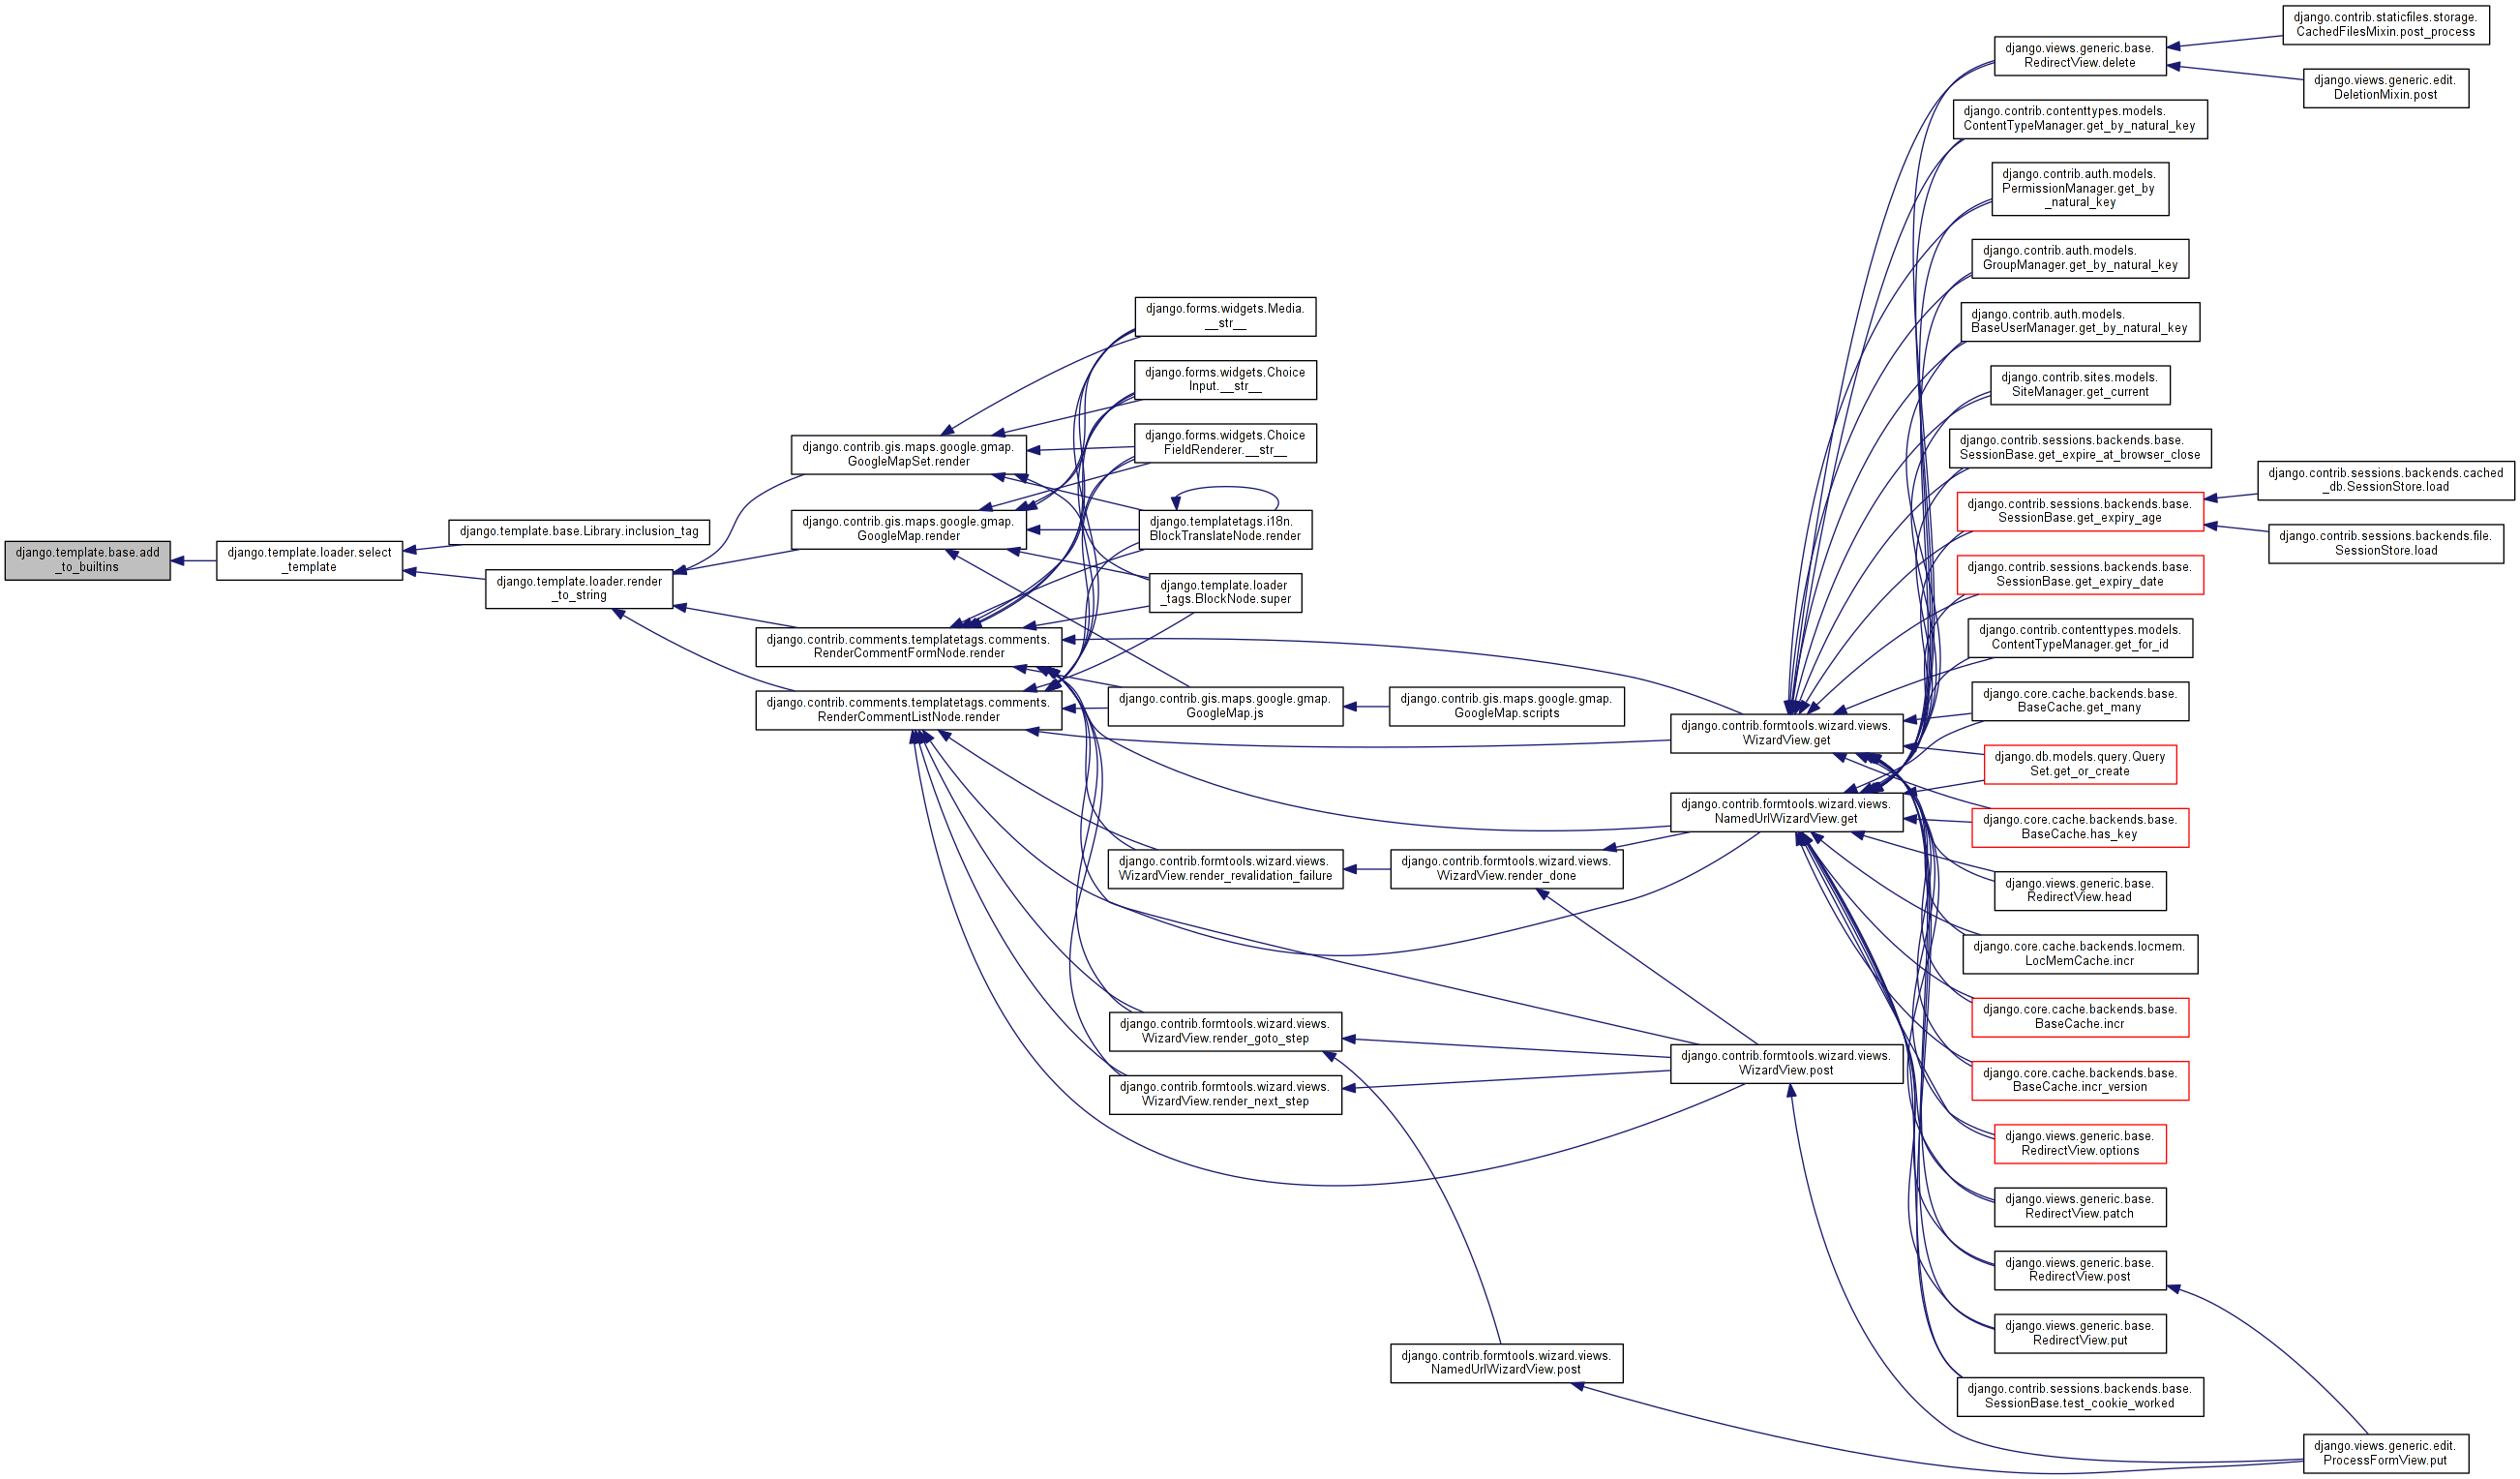 django.template.base.add
_to_builtins
django.template.loader.select
_template
django.template.base.Library.inclusion_tag
django.template.loader.render
_to_string
django.contrib.gis.maps.google.gmap.
GoogleMapSet.render
django.contrib.gis.maps.google.gmap.
GoogleMap.render
django.contrib.comments.templatetags.comments.
RenderCommentFormNode.render
django.contrib.comments.templatetags.comments.
RenderCommentListNode.render
django.forms.widgets.Media.
__str__
django.forms.widgets.Choice
Input.__str__
django.forms.widgets.Choice
FieldRenderer.__str__
django.templatetags.i18n.
BlockTranslateNode.render
django.template.loader
_tags.BlockNode.super
django.contrib.gis.maps.google.gmap.
GoogleMap.js
django.contrib.gis.maps.google.gmap.
GoogleMap.scripts
django.contrib.formtools.wizard.views.
WizardView.render_revalidation_failure
django.contrib.formtools.wizard.views.
WizardView.render_done
django.contrib.formtools.wizard.views.
WizardView.render_goto_step
django.contrib.formtools.wizard.views.
WizardView.render_next_step
django.contrib.formtools.wizard.views.
NamedUrlWizardView.post
django.contrib.formtools.wizard.views.
WizardView.get
django.contrib.formtools.wizard.views.
NamedUrlWizardView.get
django.contrib.formtools.wizard.views.
WizardView.post
django.views.generic.base.
RedirectView.delete
django.contrib.contenttypes.models.
ContentTypeManager.get_by_natural_key
django.contrib.auth.models.
PermissionManager.get_by
_natural_key
django.contrib.auth.models.
GroupManager.get_by_natural_key
django.contrib.auth.models.
BaseUserManager.get_by_natural_key
django.contrib.sites.models.
SiteManager.get_current
django.contrib.sessions.backends.base.
SessionBase.get_expire_at_browser_close
django.contrib.sessions.backends.base.
SessionBase.get_expiry_age
django.contrib.sessions.backends.base.
SessionBase.get_expiry_date
django.contrib.contenttypes.models.
ContentTypeManager.get_for_id
django.core.cache.backends.base.
BaseCache.get_many
django.db.models.query.Query
Set.get_or_create
django.core.cache.backends.base.
BaseCache.has_key
django.views.generic.base.
RedirectView.head
django.core.cache.backends.locmem.
LocMemCache.incr
django.core.cache.backends.base.
BaseCache.incr
django.core.cache.backends.base.
BaseCache.incr_version
django.views.generic.base.
RedirectView.options
django.views.generic.base.
RedirectView.patch
django.views.generic.base.
RedirectView.post
django.views.generic.base.
RedirectView.put
django.contrib.sessions.backends.base.
SessionBase.test_cookie_worked
django.contrib.staticfiles.storage.
CachedFilesMixin.post_process
django.views.generic.edit.
DeletionMixin.post
django.contrib.sessions.backends.cached
_db.SessionStore.load
django.contrib.sessions.backends.file.
SessionStore.load
django.views.generic.edit.
ProcessFormView.put